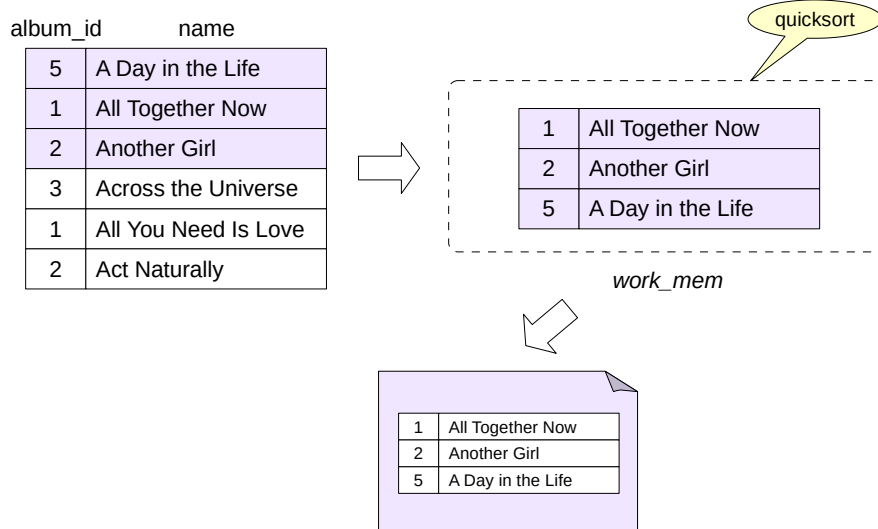 album_id name
5 A Day in the Life
1 All Together Now
2 Another Girl
3 Across the Universe
1 All You Need Is Love
2 Act Naturally
quicksort
1 All Together Now
2 Another Girl
5 A Day in the Life
work_mem
1 All Together Now
2 Another Girl
5 A Day in the Life